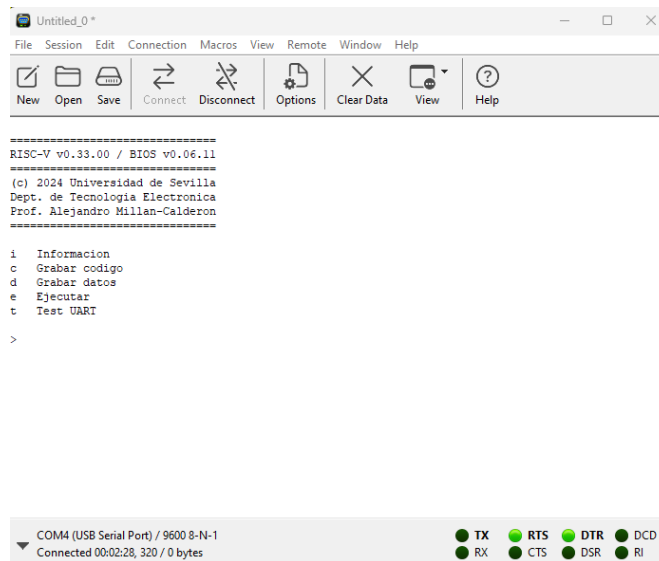 Untitled_0 *
File Session Edit Connection Macros View Remote Window Help
New Open Save Connect Disconnect Options Clear Data View Help
==============================
RISC-V v0.33.00 / BIOS v0.06.11
==============================
(c) 2024 Universidad de Sevilla
Dept. de Tecnologia Electronica
Prof. Alejandro Millan-Calderon
==============================
i Informacion
c Grabar codigo
d Grabar datos
e Ejecutar
t Test UART
>
COM4 (USB Serial Port) / 9600 8-N-1
TX RTS DTR DCD
Connected 00:02:28, 320 / 0 bytes
RX CTS DSR RI